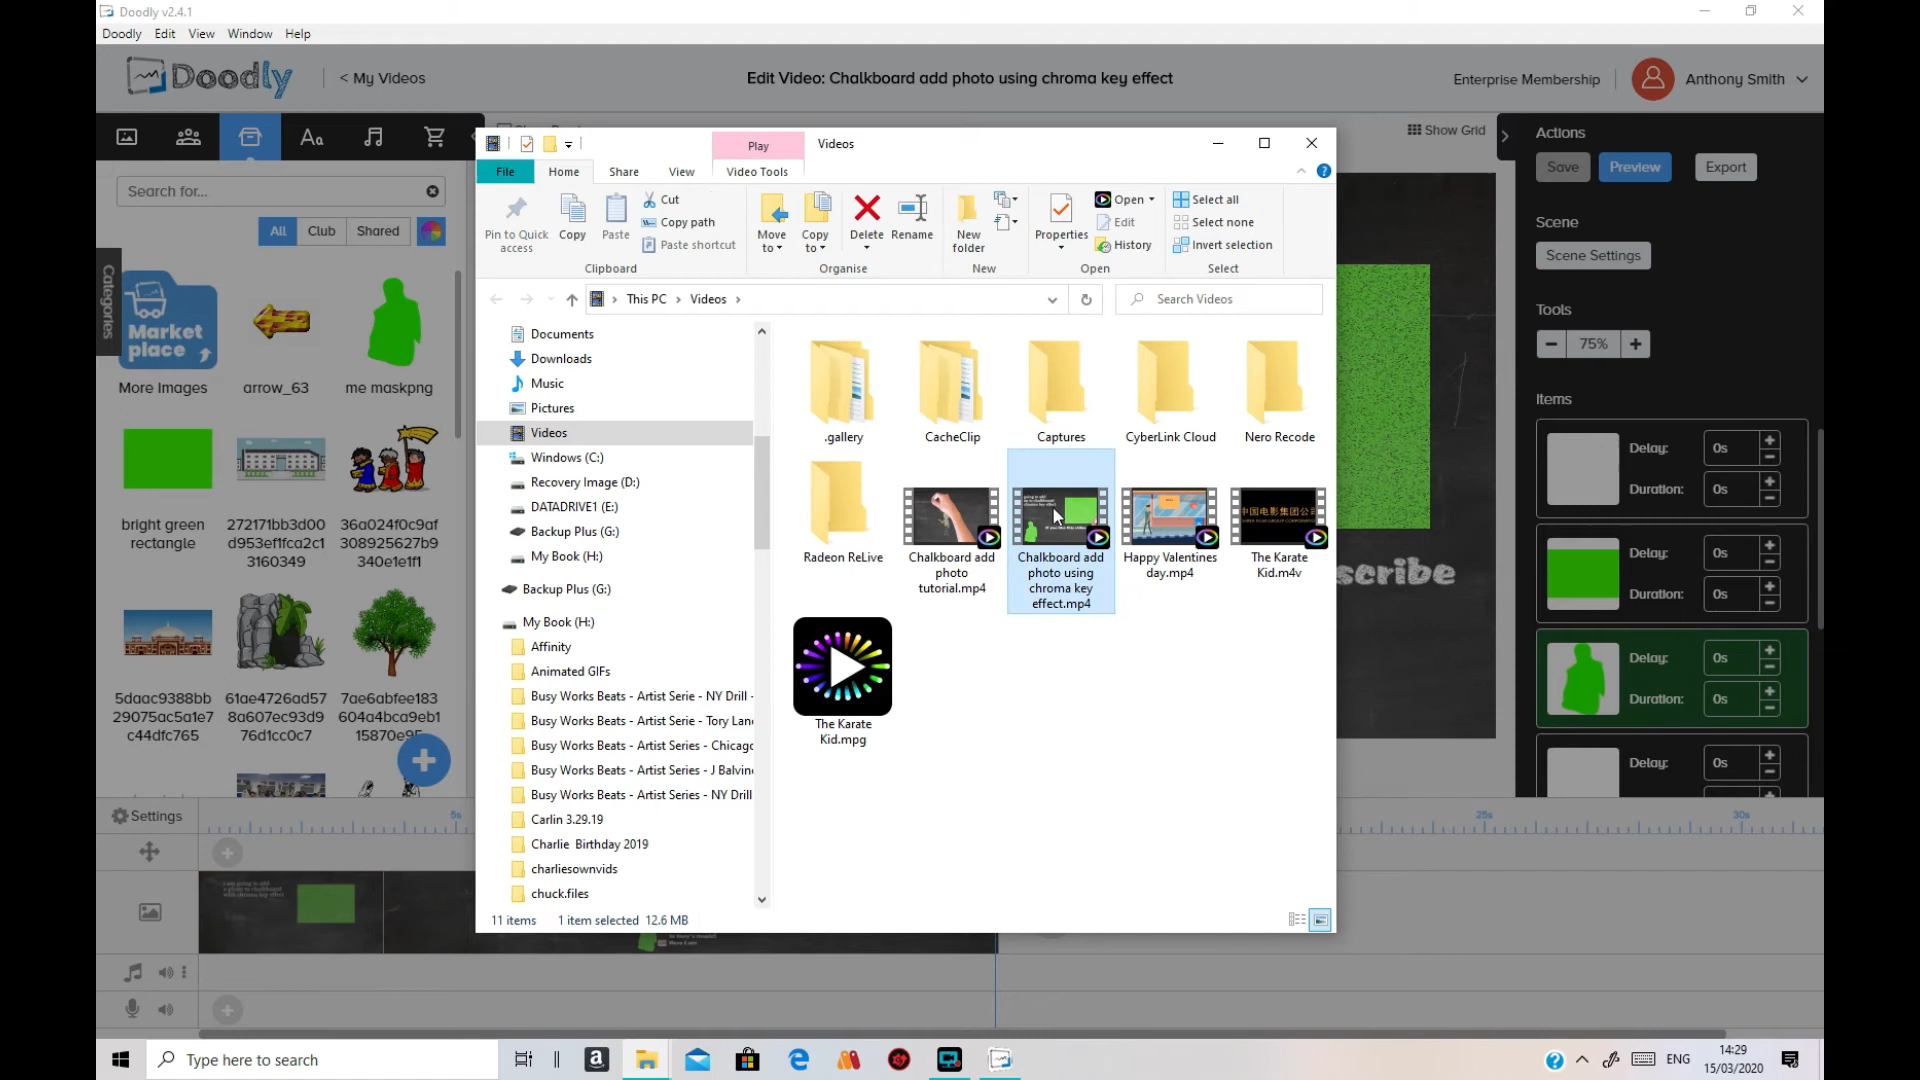 Doodly v2.4.1
Doodly Edit View Window Help
Doodly
< My Videos
Edit Video: Chalkboard add photo using chroma key effect
Enterprise Membership
Anthony Smith
Aa
Search for...
All Club Shared
Categories
Market place
More Images
arrow_63
me maskpng
bright green
rectangle
272171bb3d00
d953ef1fca2c1
3160349
36a024f0c9af
308925627b9
340e1e1f1
5daac9388bb
29075ac5a1e7
c44dfc765
61ae4726ad57
8a607ec93d9
76d1cc0c7
7ae6abfee183
604a4bca9eb1
15870e95
Play
Videos
File Home Share View Video Tools
Pin to Quick
access
Copy
Paste
Cut
Copy path
Paste shortcut
Clipboard
Move
to
Copy
to
Delete
Rename
Organise
New
folder
New
Properties
Open
Edit
History
Open
Select all
Select none
Invert selection
Select
This PC > Videos >
Search Videos
Documents
Downloads
Music
Pictures
Videos
Windows (C:)
Recovery Image (D:)
DATADRIVE1 (E:)
Backup Plus (G:)
My Book (H:)
Backup Plus (G:)
My Book (H:)
Affinity
Animated GIFs
Busy Works Beats - Artist Serie - NY Drill -
Busy Works Beats - Artist Serie - Tory Lane
Busy Works Beats - Artist Series - Chicago
Busy Works Beats - Artist Series - J Balvin
Busy Works Beats - Artist Series - NY Drill
Carlin 3.29.19
Charlie Birthday 2019
charliesownvids
chuck.files
.gallery
CacheClip
Captures
CyberLink Cloud
Nero Recode
Radeon ReLive
Chalkboard add
photo
tutorial.mp4
Chalkboard add
photo using
chroma key
effect.mp4
Happy Valentines
day.mp4
The Karate
Kid.m4v
The Karate
Kid.mpg
11 items 1 item selected 12.6 MB
Show Grid
scribe
Actions
Save Preview Export
Scene
Scene Settings
Tools
75%
Items
Delay: 0s
Duration: 0s
Delay: 0s
Duration: 0s
Delay: 0s
Duration: 0s
Delay: 0s
Settings
5s
25s
30s
Type here to search
ENG
14:29
15/03/2020